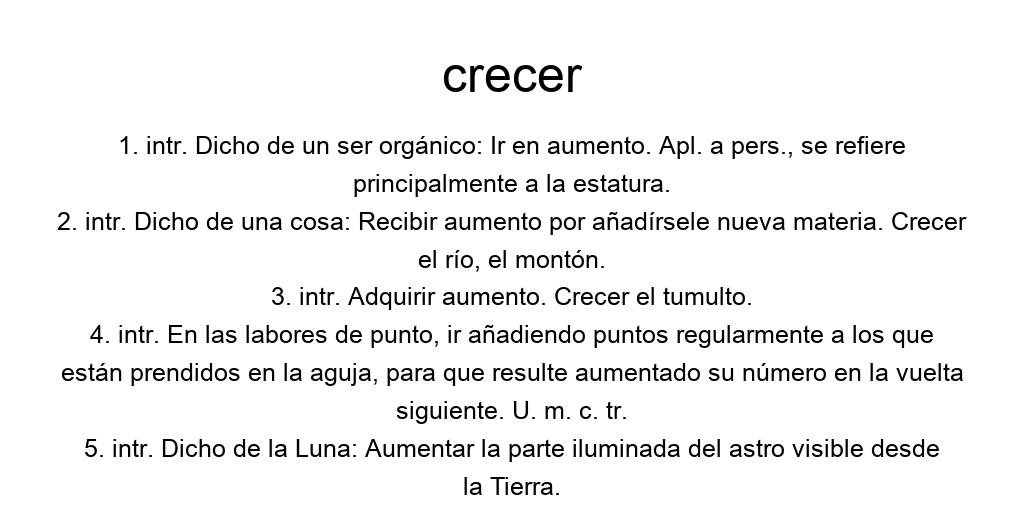 crecer
1. intr. Dicho de un ser orgánico: Ir en aumento. Apl. a pers., se refiere
principalmente a la estatura.
2. intr. Dicho de una cosa: Recibir aumento por añadírsele nueva materia. Crecer
el río, el montón.
3. intr. Adquirir aumento. Crecer el tumulto.
4. intr. En las labores de punto, ir añadiendo puntos regularmente a los que
están prendidos en la aguja, para que resulte aumentado su número en la vuelta
siguiente. U. m. c. tr.
5. intr. Dicho de la Luna: Aumentar la parte iluminada del astro visible desde
la Tierra.